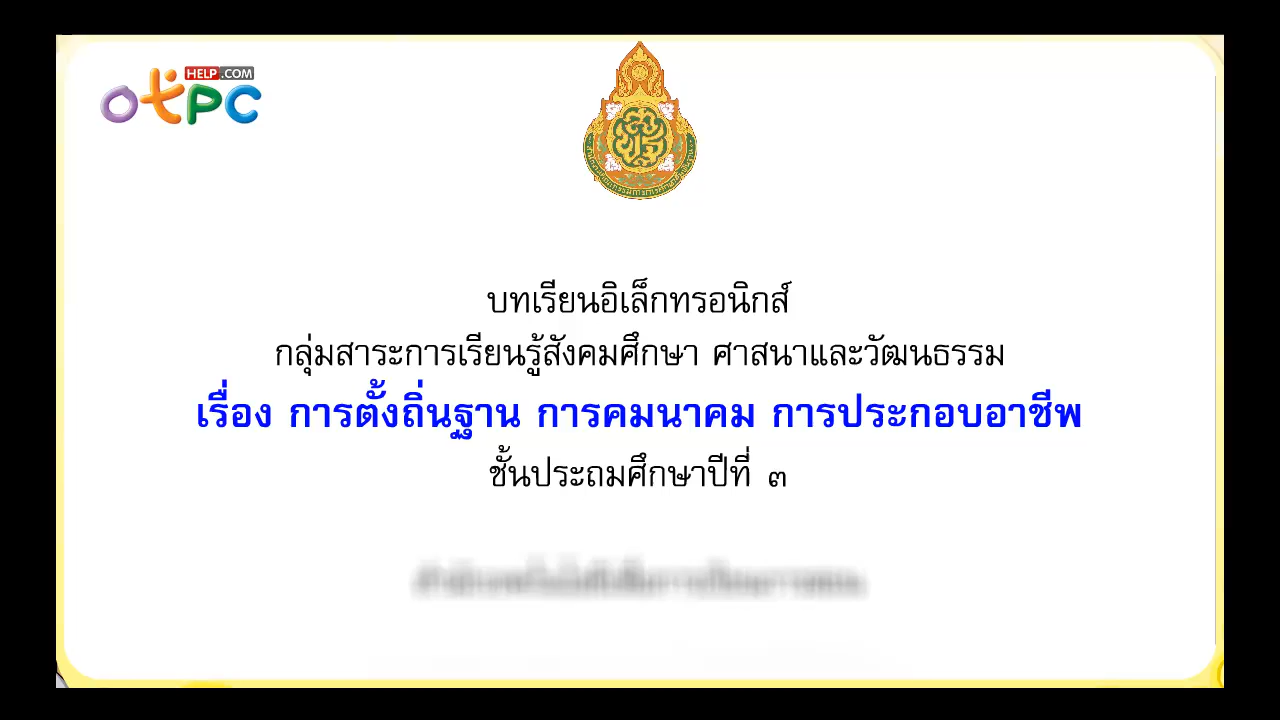 OTPC HELP.COM
บทเรียนอิเล็กทรอนิกส์
กลุ่มสาระการเรียนรู้สังคมศึกษา ศาสนาและวัฒนธรรม
เรื่อง การตั้งถิ่นฐาน การคมนาคม การประกอบอาชีพ
ชั้นประถมศึกษาปีที่ ๓